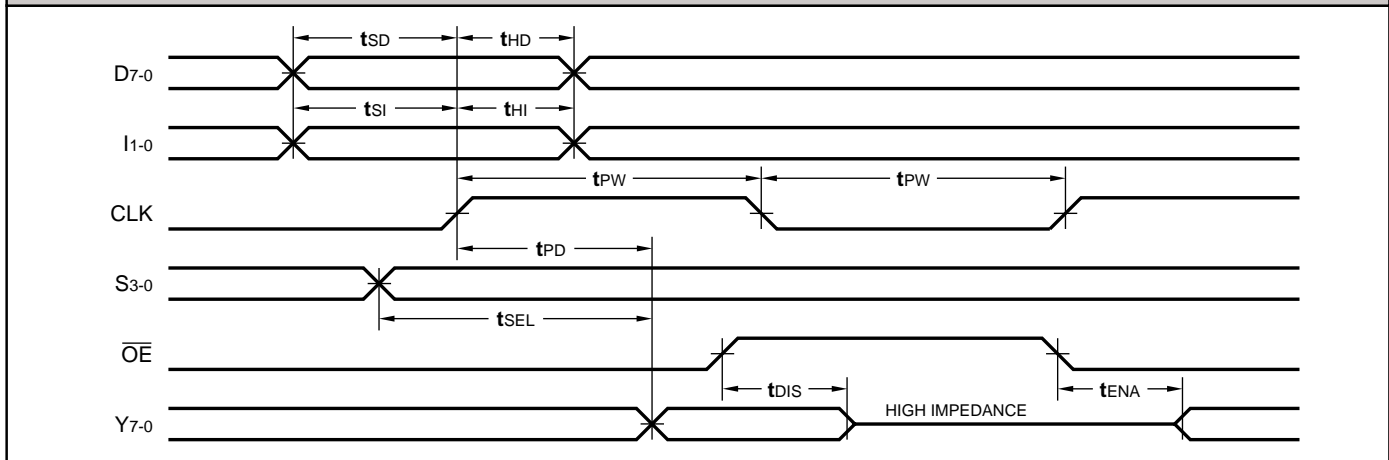 tSD tHD
D7-0
tSI tHI
I1-0
tPW tPW
CLK
tPD
S3-0
tSEL
OE
tDIS tENA
HIGH IMPEDANCE
Y7-0